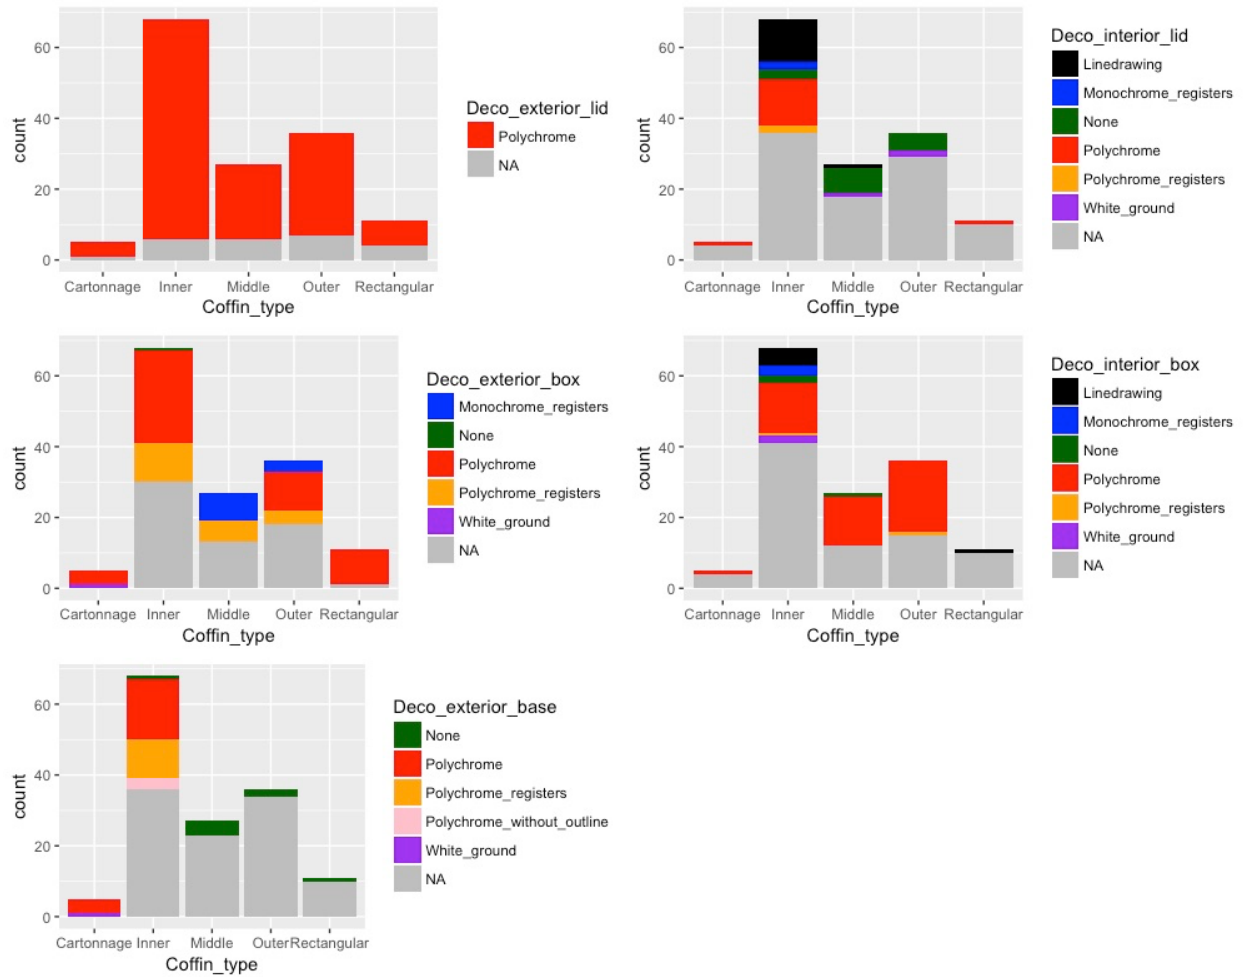 count
60
40
20
0
Cartonnage Inner Middle Outer Rectangular
Coffin_type
Deco_exterior_lid
Polychrome
NA
count
60
40
20
0
Cartonnage Inner Middle Outer Rectangular
Coffin_type
Deco_interior_lid
Linedrawing
Monochrome_registers
None
Polychrome
Polychrome_registers
White_ground
NA
count
60
40
20
0
Cartonnage Inner Middle Outer Rectangular
Coffin_type
Deco_exterior_box
Monochrome_registers
None
Polychrome
Polychrome_registers
White_ground
NA
count
60
40
20
0
Cartonnage Inner Middle Outer Rectangular
Coffin_type
Deco_interior_box
Linedrawing
Monochrome_registers
None
Polychrome
Polychrome_registers
White_ground
NA
count
60
40
20
0
Cartonnage Inner Middle Outer Rectangular
Coffin_type
Deco_exterior_base
None
Polychrome
Polychrome_registers
Polychrome_without_outline
White_ground
NA